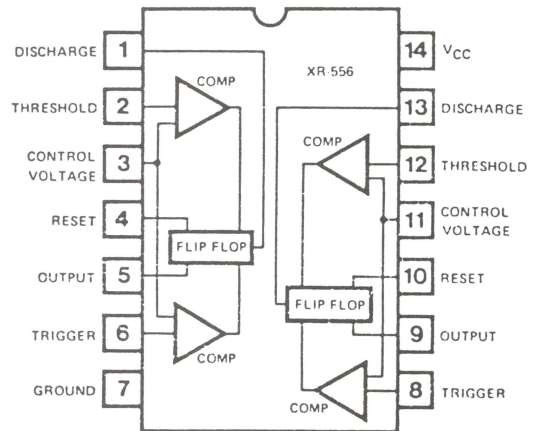 DISCHARGE 1
THRESHOLD 2
CONTROL
VOLTAGE 3
RESET 4
OUTPUT 5
TRIGGER 6
GROUND 7
COMP
FLIP FLOP
COMP
XR-556
COMP
FLIP FLOP
COMP
14 VCC
13 DISCHARGE
12 THRESHOLD
11 CONTROL
VOLTAGE
10 RESET
9 OUTPUT
8 TRIGGER